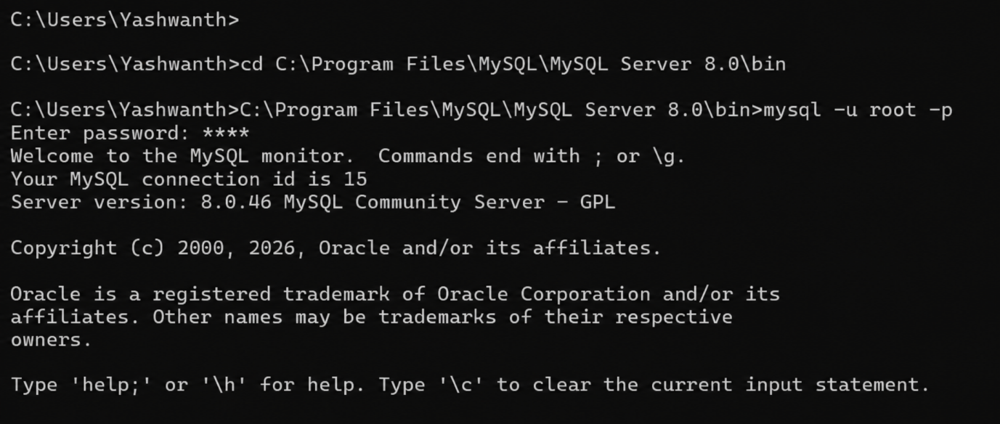 C:\Users\Yashwanth>
C:\Users\Yashwanth>cd C:\Program Files\MySQL\MySQL Server 8.0\bin
C:\Users\Yashwanth>C:\Program Files\MySQL\MySQL Server 8.0\bin>mysql -u root -p
Enter password: ****
Welcome to the MySQL monitor.  Commands end with ; or \g.
Your MySQL connection id is 15
Server version: 8.0.46 MySQL Community Server - GPL
Copyright (c) 2000, 2026, Oracle and/or its affiliates.
Oracle is a registered trademark of Oracle Corporation and/or its
affiliates. Other names may be trademarks of their respective
owners.
Type 'help;' or '\h' for help. Type '\c' to clear the current input statement.